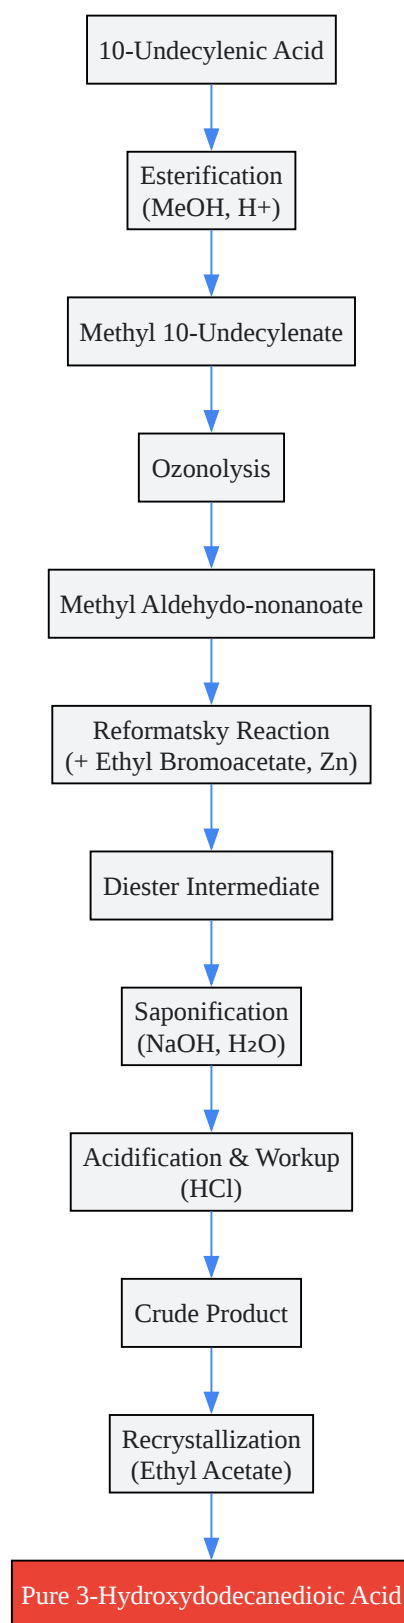 10-Undecylenic Acid
Esterification
(MeOH, H+)
Methyl 10-Undecylenate
Ozonolysis
Methyl Aldehydo-nonanoate
Reformatsky Reaction
(+ Ethyl Bromoacetate, Zn)
Diester Intermediate
Saponification
(NaOH, H₂O)
Acidification & Workup
(HCl)
Crude Product
Recrystallization
(Ethyl Acetate)
Pure 3-Hydroxydodecanedioic Acid